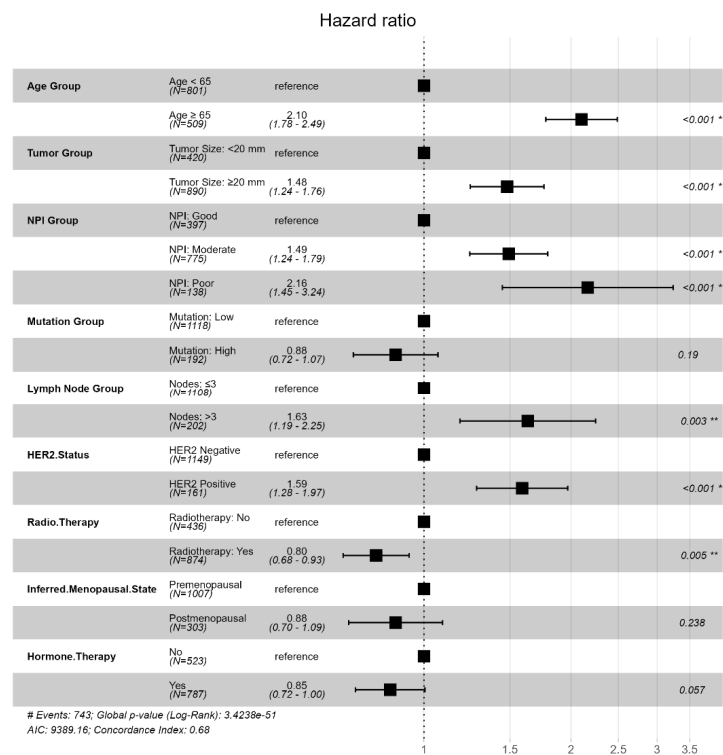 Hazard ratio
Age Group Age < 65 reference
(N=801)
Age ≥ 65 2.10 <0.001 *
(N=509) (1.78 - 2.49)
Tumor Group Tumor Size: <20 mm reference
(N=420)
Tumor Size: ≥20 mm 1.48 <0.001 *
(N=890) (1.24 - 1.76)
NPI Group NPI: Good reference
(N=397)
NPI: Moderate 1.49 <0.001 *
(N=775) (1.24 - 1.79)
NPI: Poor 2.16 <0.001 *
(N=138) (1.45 - 3.24)
Mutation Group Mutation: Low reference
(N=1118)
Mutation: High 0.88 0.19
(N=192) (0.72 - 1.07)
Lymph Node Group Nodes: ≤3 reference
(N=1108)
Nodes: >3 1.63 0.003 **
(N=202) (1.19 - 2.25)
HER2.Status HER2 Negative reference
(N=1149)
HER2 Positive 1.59 <0.001 *
(N=161) (1.28 - 1.97)
Radio.Therapy Radiotherapy: No reference
(N=436)
Radiotherapy: Yes 0.80 0.005 **
(N=874) (0.68 - 0.93)
Inferred.Menopausal.State Premenopausal reference
(N=1007)
Postmenopausal 0.88 0.238
(N=303) (0.70 - 1.09)
Hormone.Therapy No reference
(N=523)
Yes 0.85 0.057
(N=787) (0.72 - 1.00)
# Events: 743; Global p-value (Log-Rank): 3.4238e-51
AIC: 9389.16; Concordance Index: 0.68
1 1.5 2 2.5 3 3.5